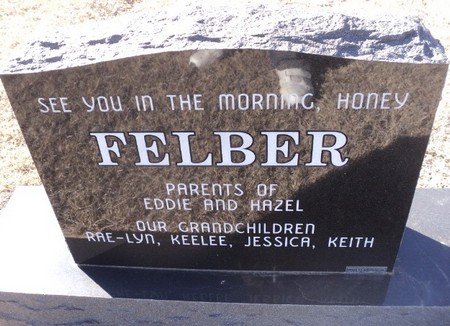 SEE YOU IN THE MORNING, HONEY
FELBER
PARENTS OF
EDDIE AND HAZEL
OUR GRANDCHILDREN
RAE-LYN, KEELEE, JESSICA, KEITH